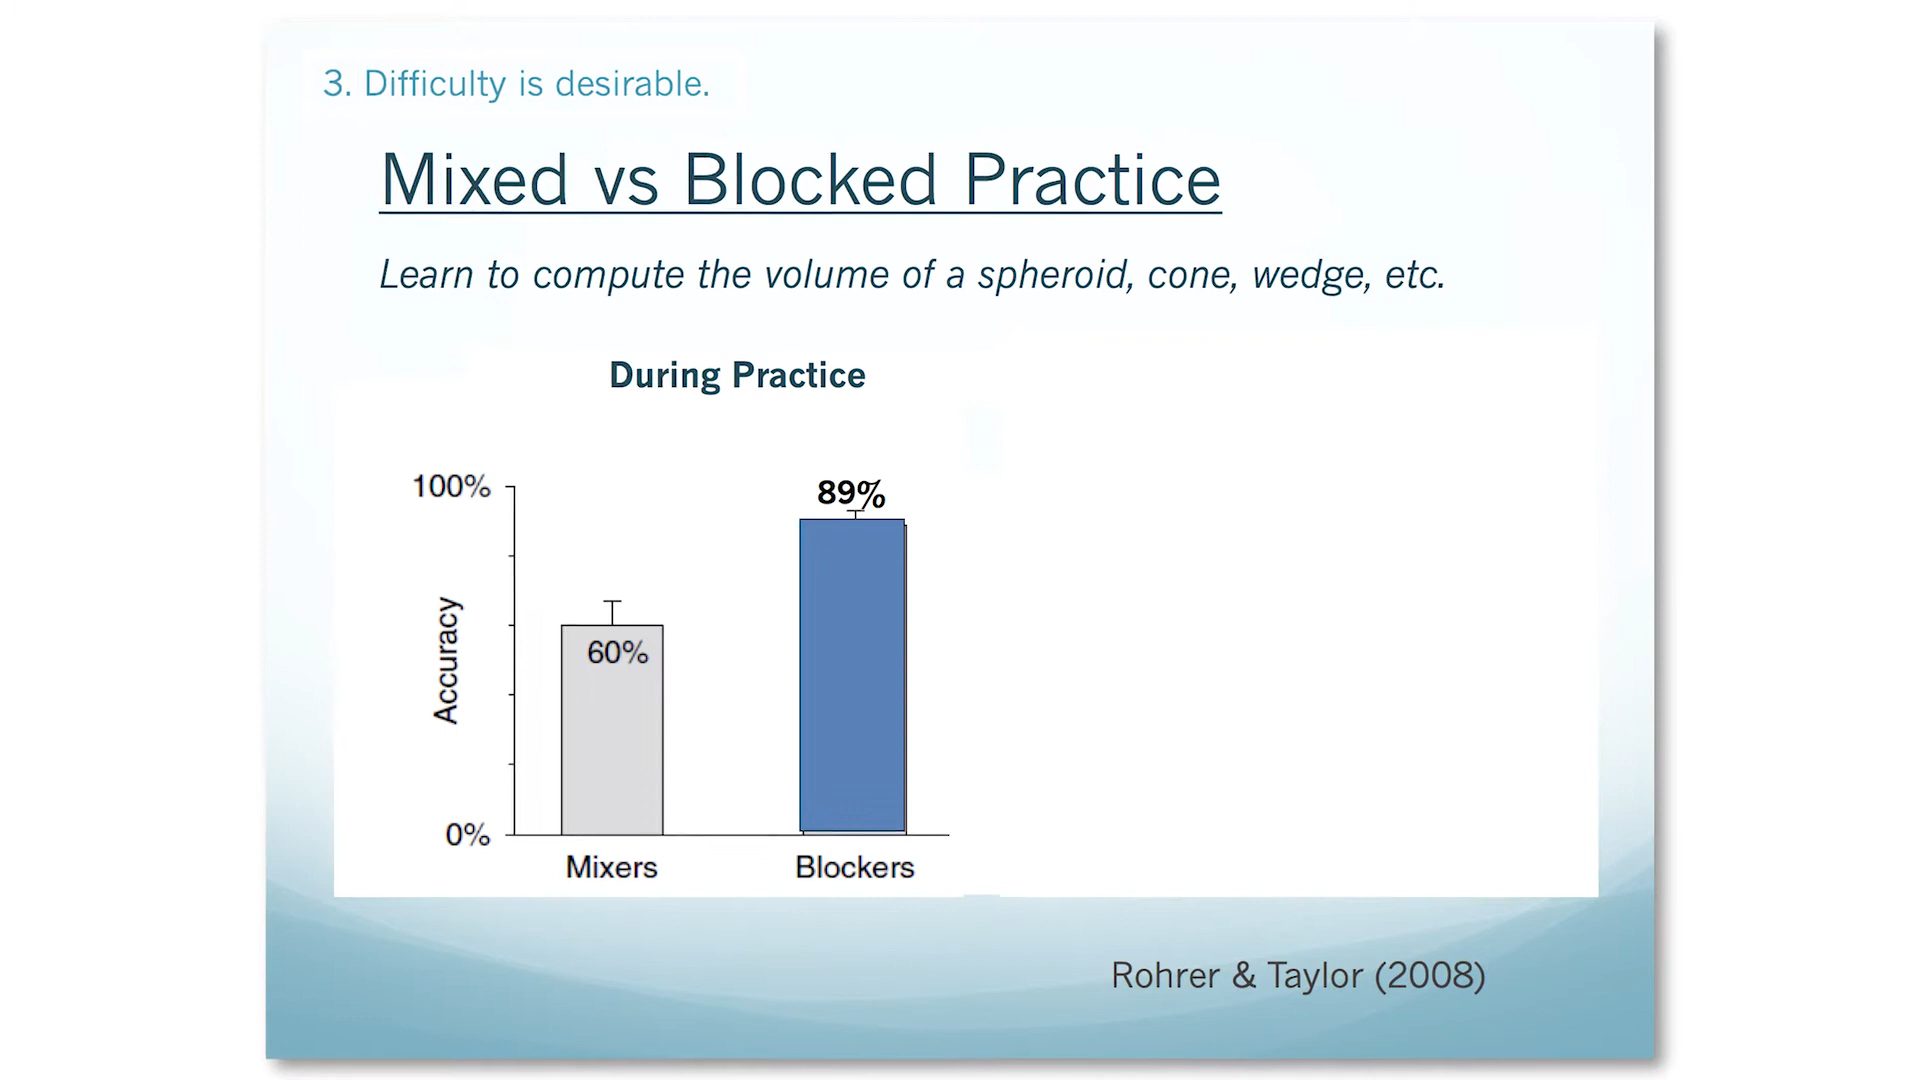 3. Difficulty is desirable.
Mixed vs Blocked Practice
Learn to compute the volume of a spheroid, cone, wedge, etc.
During Practice
100%
89%
60%
Accuracy
0%
Mixers
Blockers
Rohrer & Taylor (2008)